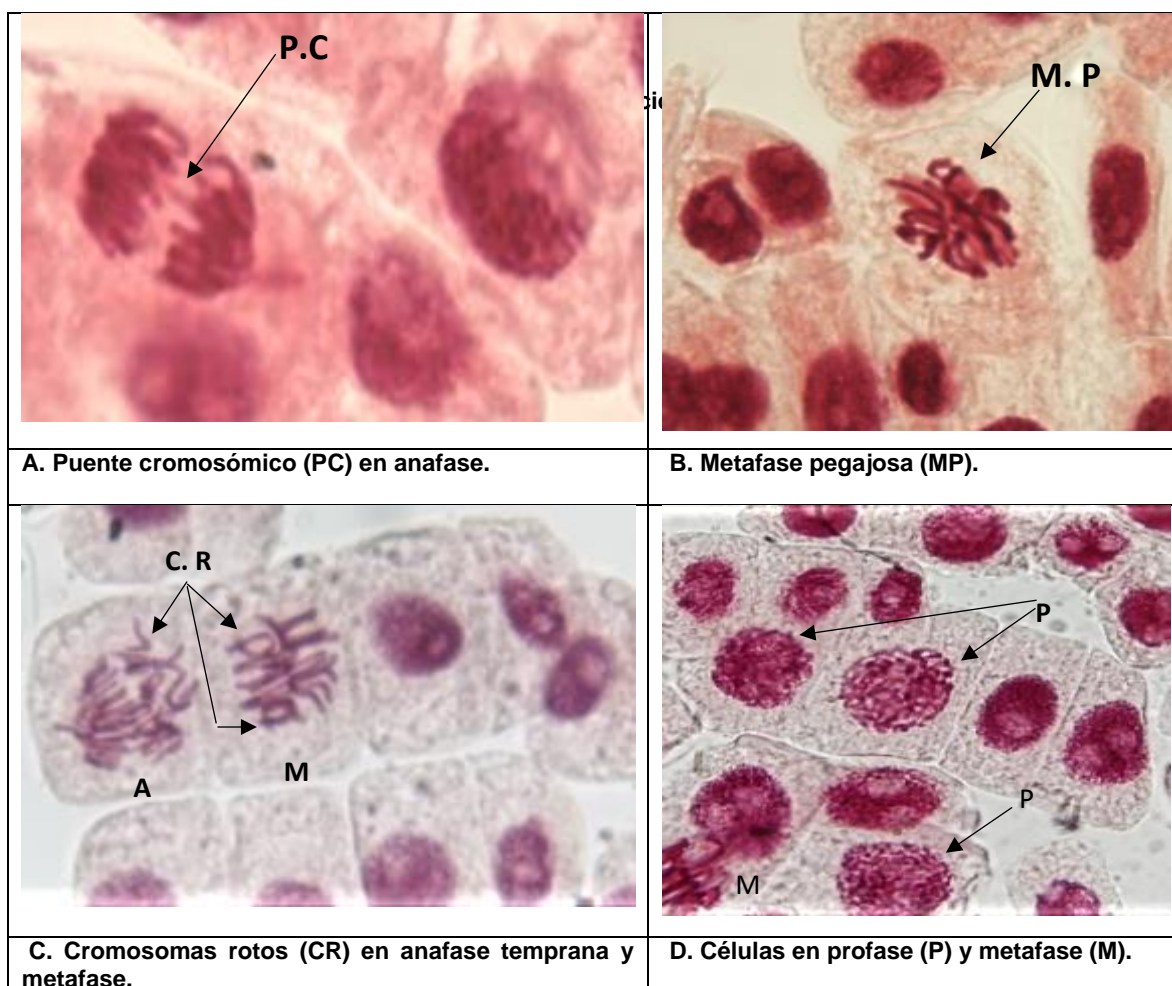 P.C
M. P
A. Puente cromosómico (PC) en anafase.
B. Metafase pegajosa (MP).
C. R
A
M
P
P
M
C. Cromosomas rotos (CR) en anafase temprana y
metafase.
D. Células en profase (P) y metafase (M).